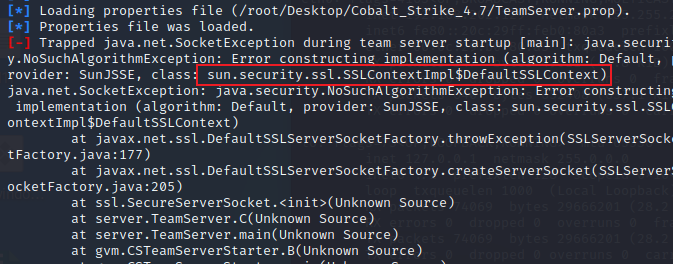 [*] Loading properties file (/root/Desktop/Cobalt_Strike_4.7/TeamServer.prop).
[*] Properties file was loaded.
[-] Trapped java.net.SocketException during team server startup [main]: java.securit
y.NoSuchAlgorithmException: Error constructing implementation (algorithm: Default, p
rovider: SunJSSE, class: sun.security.ssl.SSLContextImpl$DefaultSSLContext)
java.net.SocketException: java.security.NoSuchAlgorithmException: Error constructing
implementation (algorithm: Default, provider: SunJSSE, class: sun.security.ssl.SSLC
ontextImpl$DefaultSSLContext)
at javax.net.ssl.DefaultSSLServerSocketFactory.throwException(SSLServerSocke
tFactory.java:177)
at javax.net.ssl.DefaultSSLServerSocketFactory.createServerSocket(SSLServerS
ocketFactory.java:205)
at ssl.SecureServerSocket.<init>(Unknown Source)
at server.TeamServer.C(Unknown Source)
at server.TeamServer.main(Unknown Source)
at gvm.CSTeamServerStarter.B(Unknown Source)